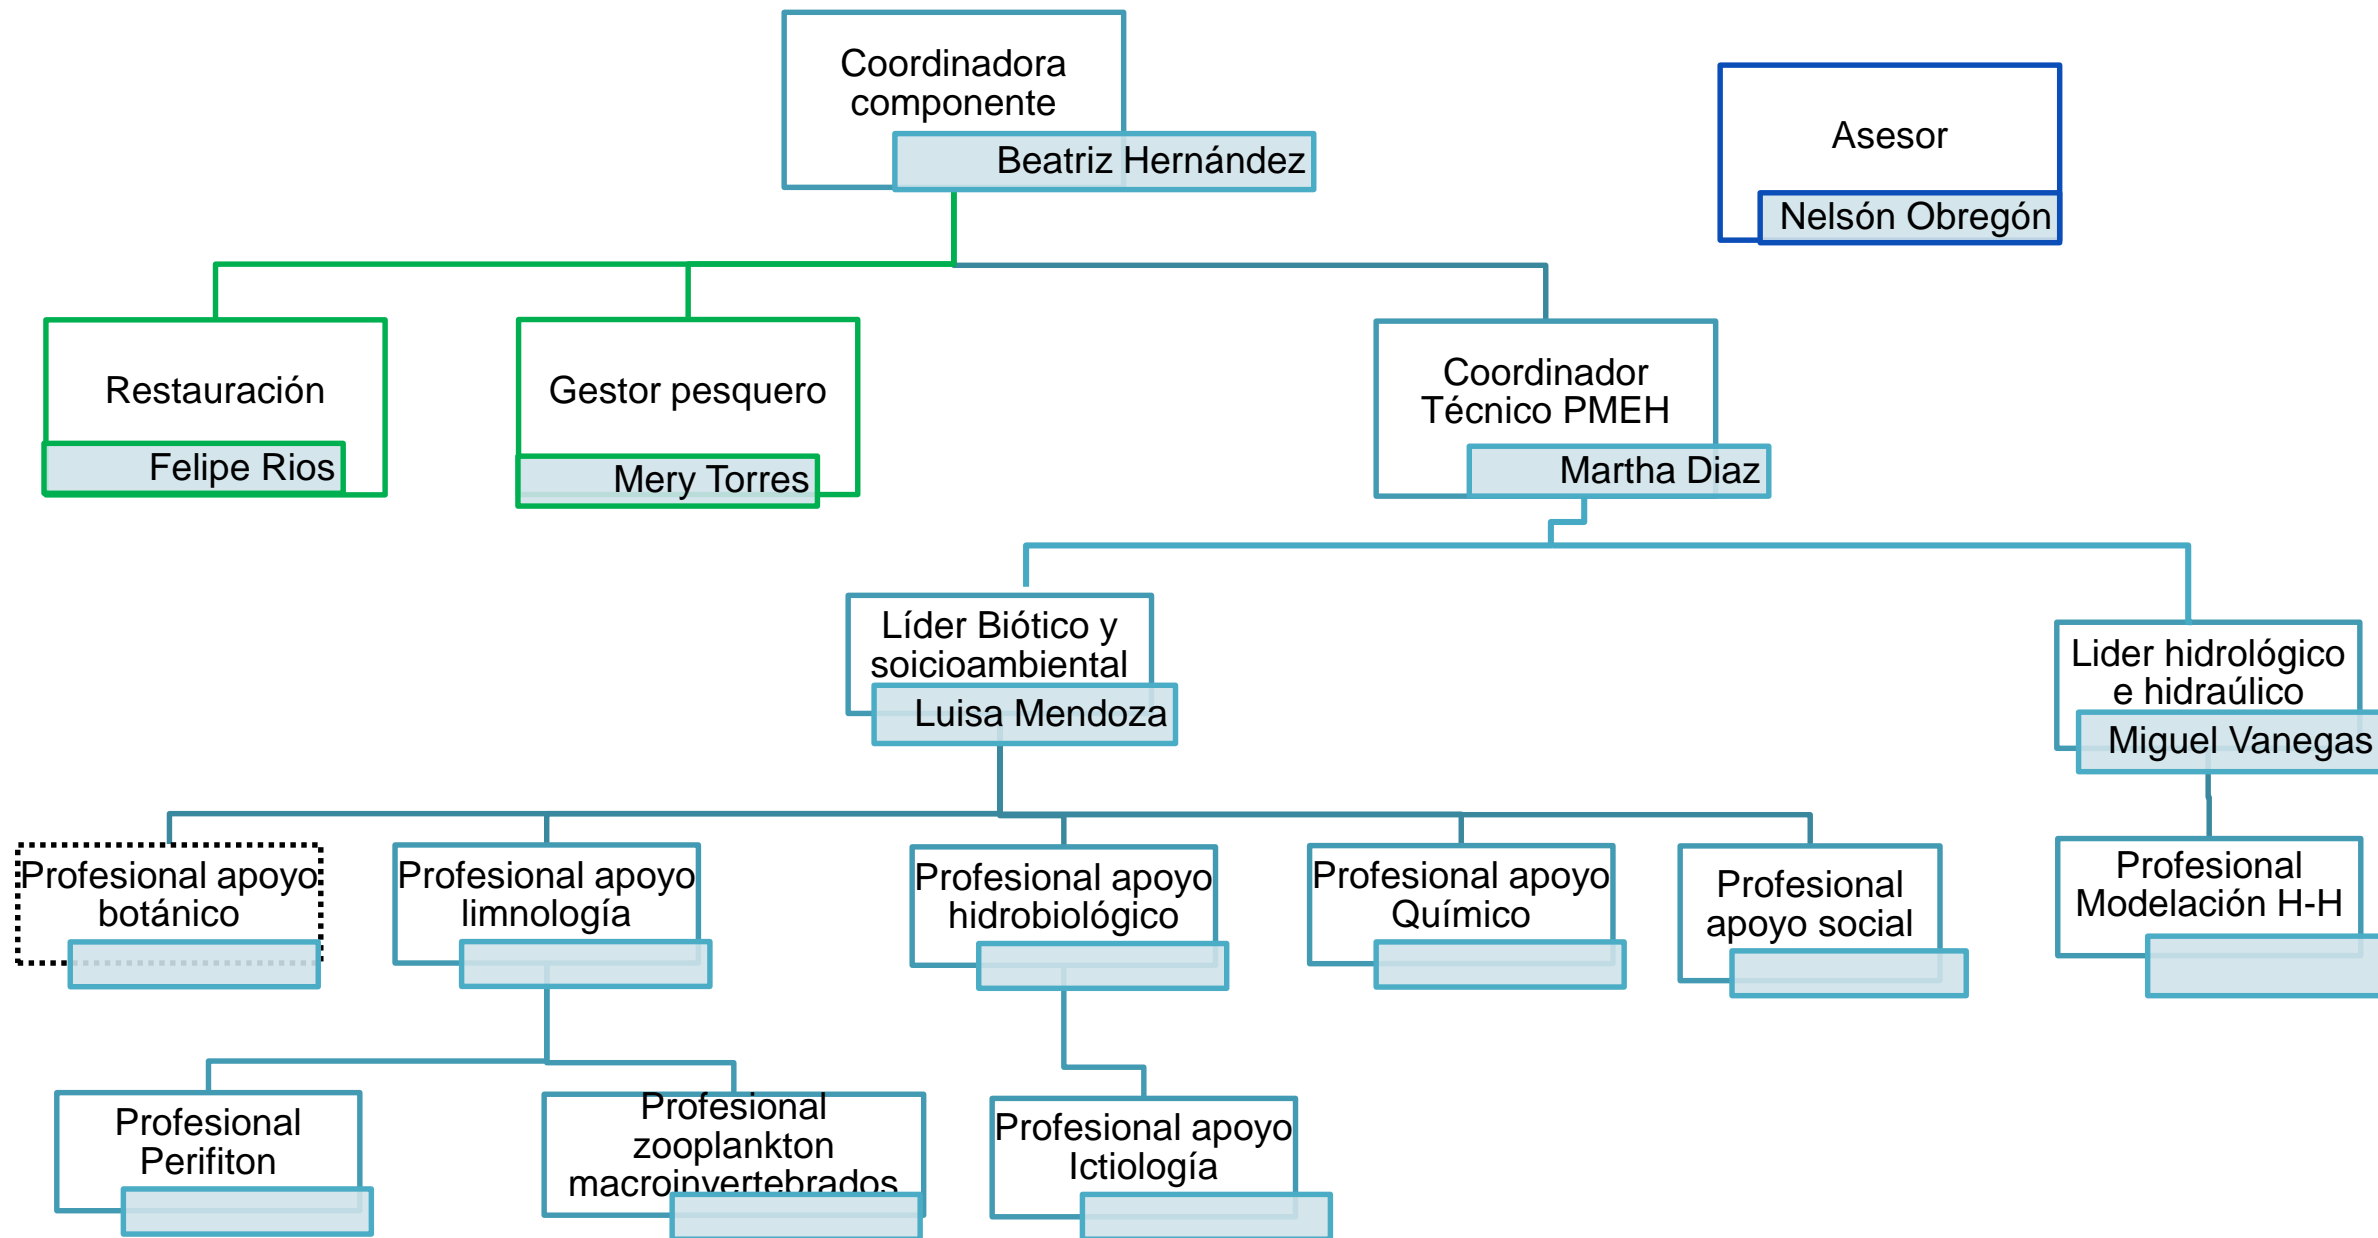 Coordinadora
componente
Beatriz Hernández
Asesor
Nelsón Obregón
Restauración
Felipe Rios
Gestor pesquero
Mery Torres
Coordinador
Técnico PMEH
Martha Diaz
Líder Biótico y
soicioambiental
Luisa Mendoza
Lider hidrológico
e hidraúlico
Miguel Vanegas
Profesional apoyo
botánico
Profesional apoyo
limnología
Profesional apoyo
hidrobiológico
Profesional apoyo
Químico
Profesional
apoyo social
Profesional
Modelación H-H
Profesional
Perifiton
Profesional
zooplankton
macroinvertebrados
Profesional apoyo
Ictiología